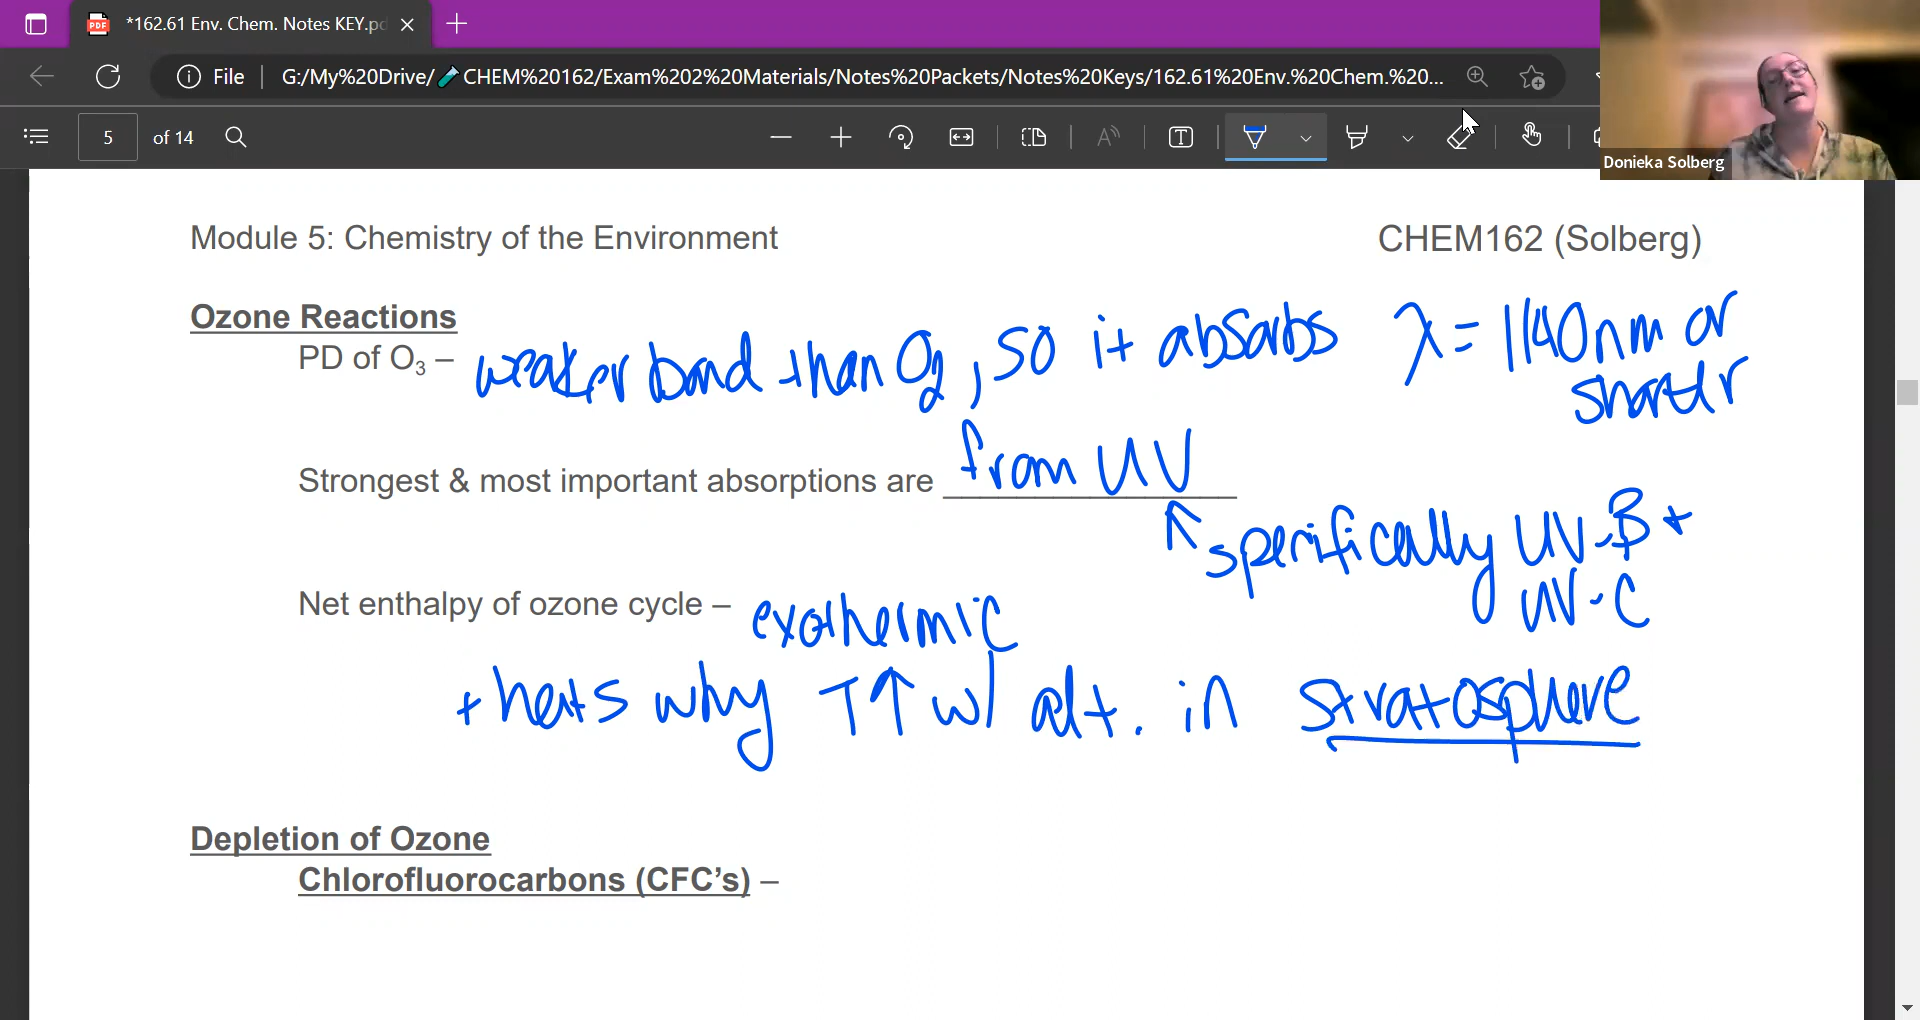 *162.61 Env. Chem. Notes KEY.pd
File G:/My%20Drive/🧪CHEM%20162/Exam%202%20Materials/Notes%20Packets/Notes%20Keys/162.61%20Env.%20Chem.%20...
5 of 14
Donieka Solberg
Module 5: Chemistry of the Environment CHEM162 (Solberg)
Ozone Reactions
PD of O₃ – weaker bond than O₂, so it absorbs λ = 1140nm or
shorter
Strongest & most important absorptions are from UV
specifically UV-B +
UV-C
Net enthalpy of ozone cycle – exothermic
thats why T↑ w/ alt. in stratosphere
Depletion of Ozone
Chlorofluorocarbons (CFC's) –